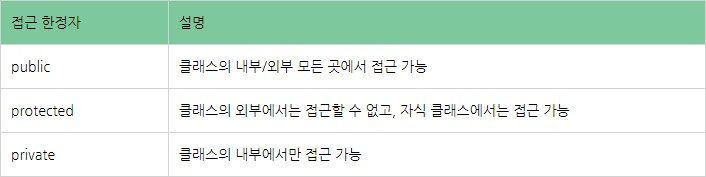 접근 한정자 설명
public 클래스의 내부/외부 모든 곳에서 접근 가능
protected 클래스의 외부에서는 접근할 수 없고, 자식 클래스에서는 접근 가능
private 클래스의 내부에서만 접근 가능